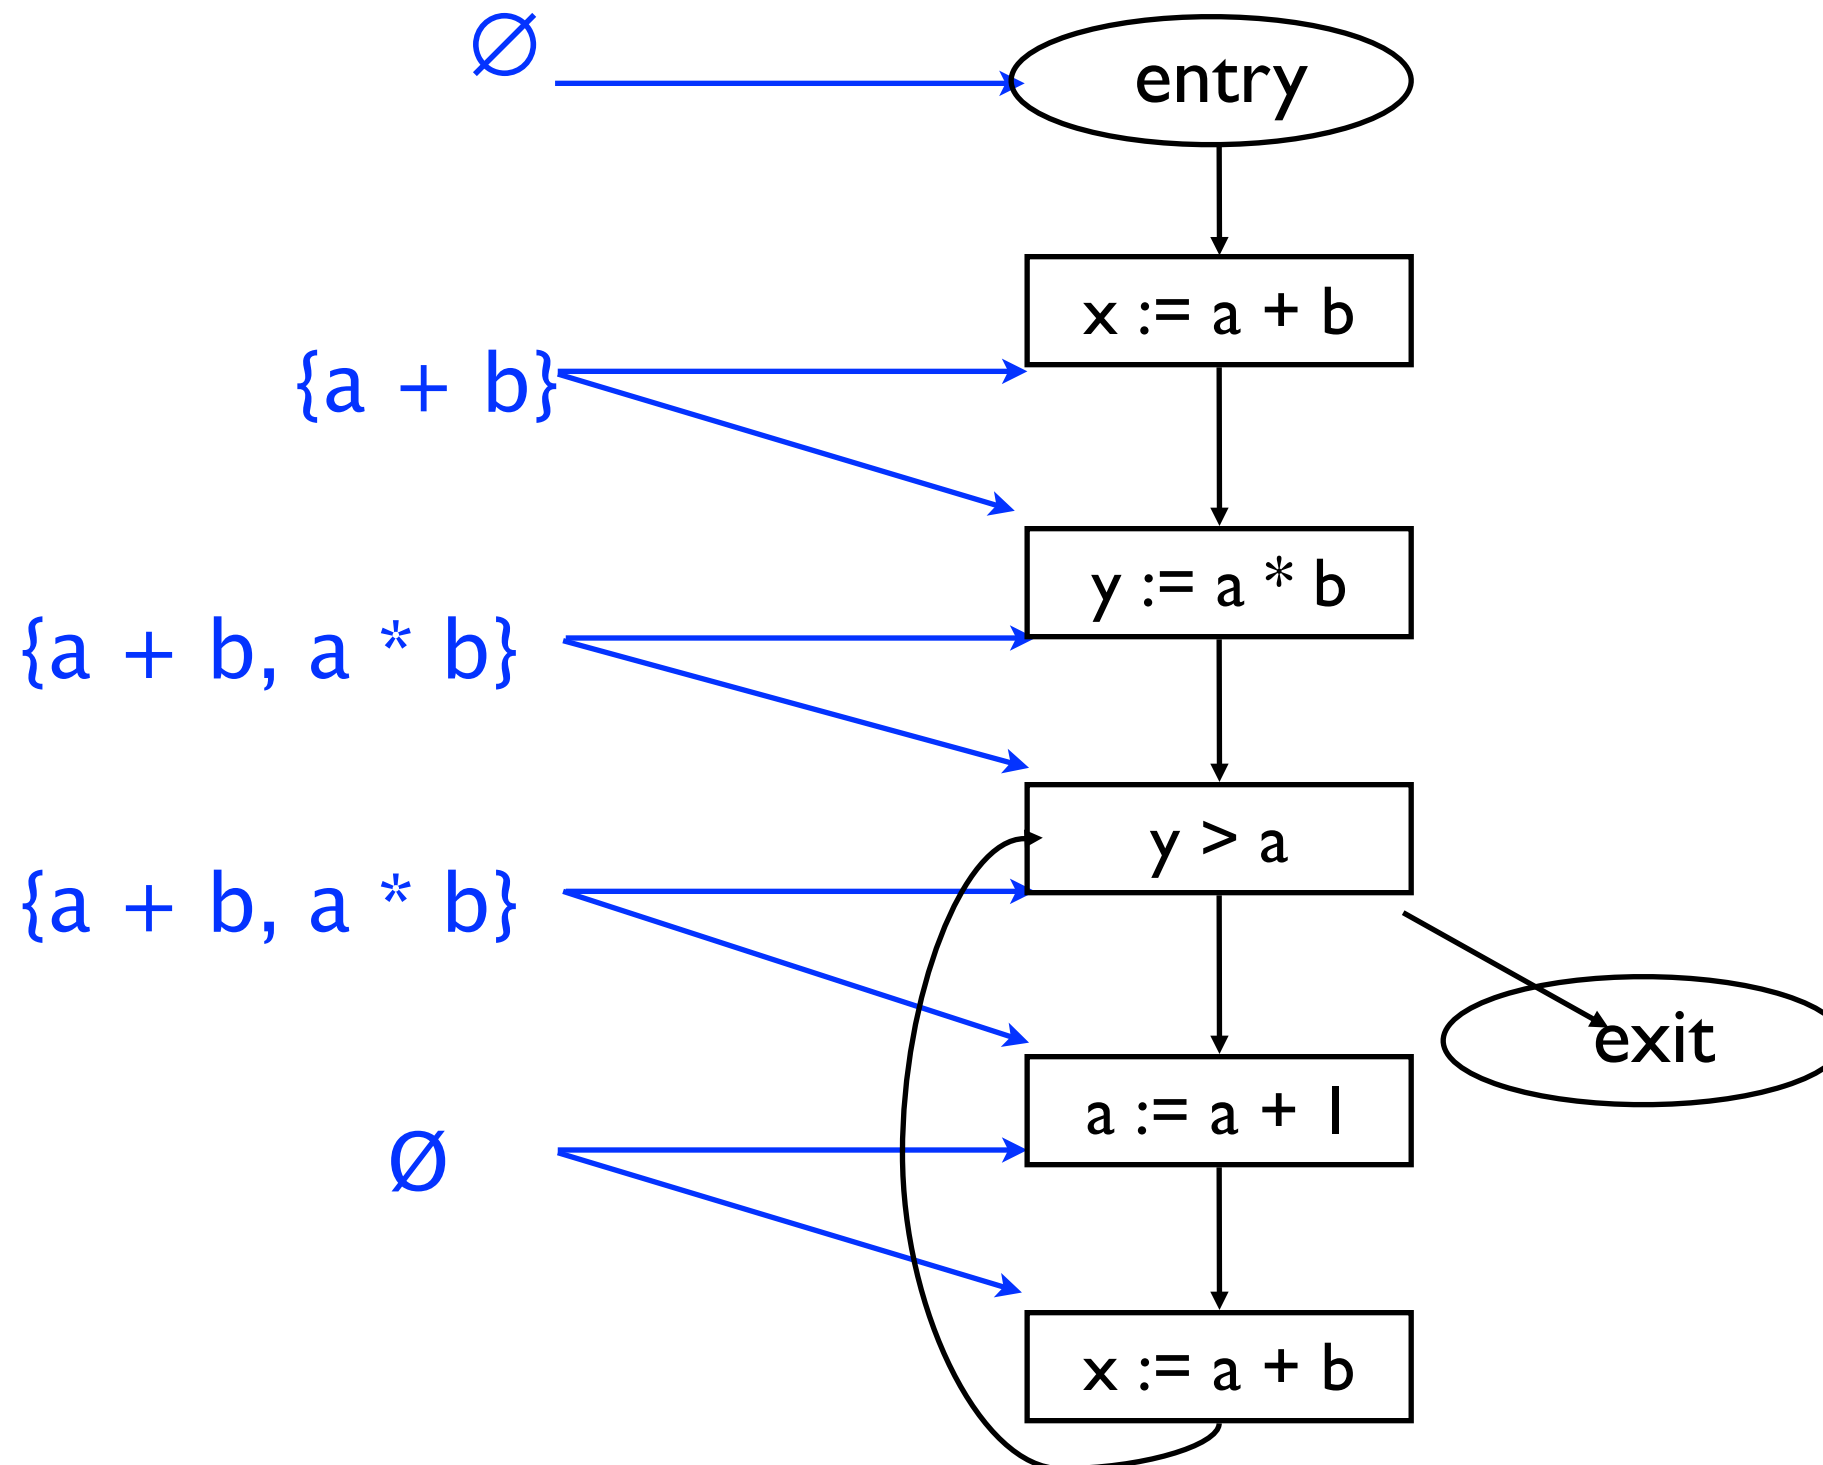 ∅
entry
x := a + b
{a + b}
y := a * b
{a + b, a * b}
y > a
{a + b, a * b}
exit
a := a + 1
Ø
x := a + b